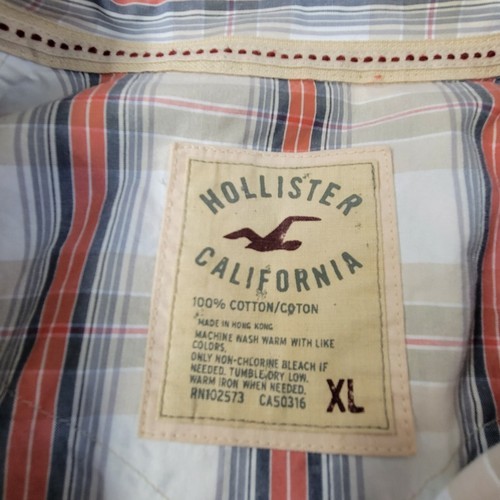 HOLLISTER
CALIFORNIA
100% COTTON/COTON
MADE IN HONG KONG
MACHINE WASH WARM WITH LIKE
COLORS.
ONLY NON-CHLORINE BLEACH IF
NEEDED. TUMBLE DRY LOW.
WARM IRON WHEN NEEDED.
RN102573 CA50316 XL